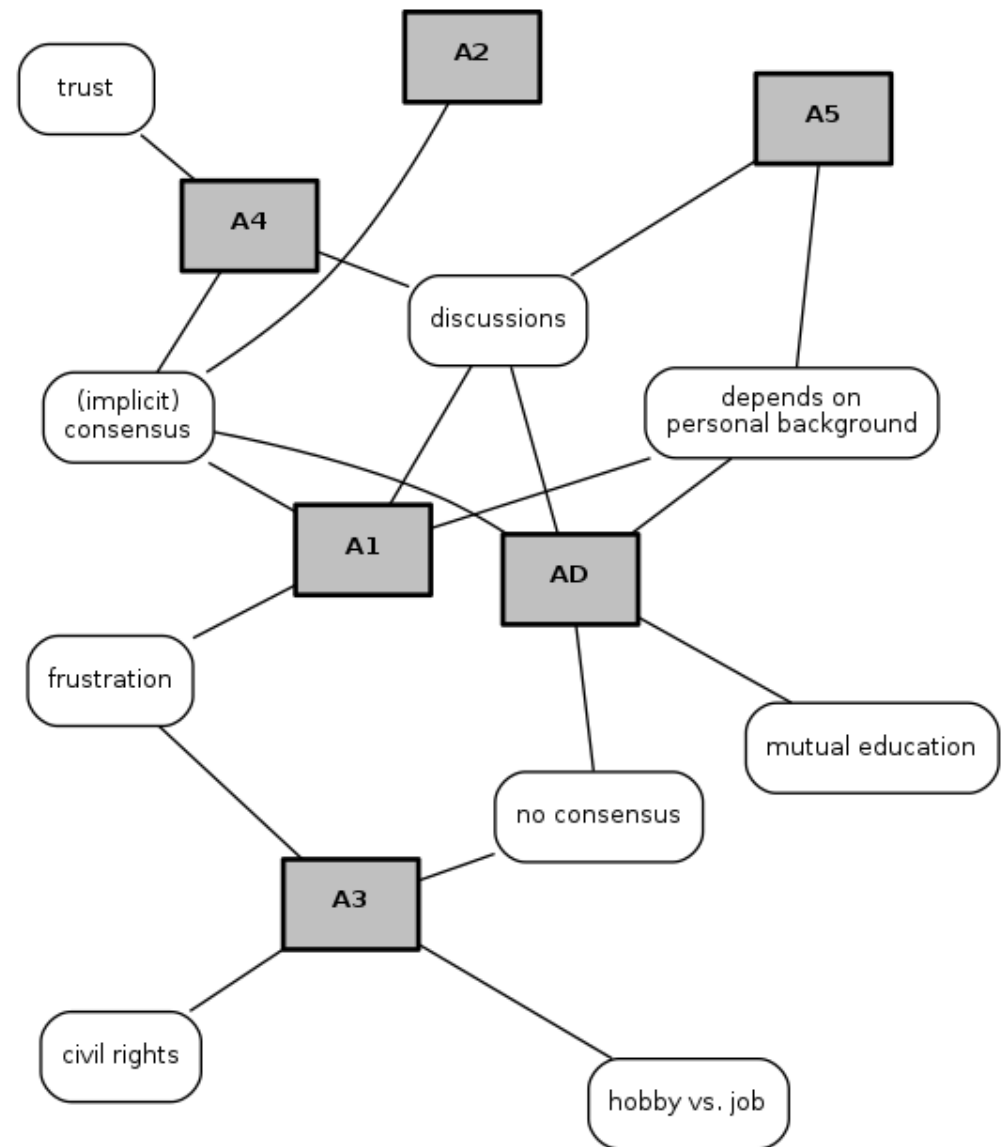 A2
trust
A5
A4
discussions
(implicit)
consensus
depends on
personal background
A1
AD
frustration
mutual education
no consensus
A3
civil rights
hobby vs. job